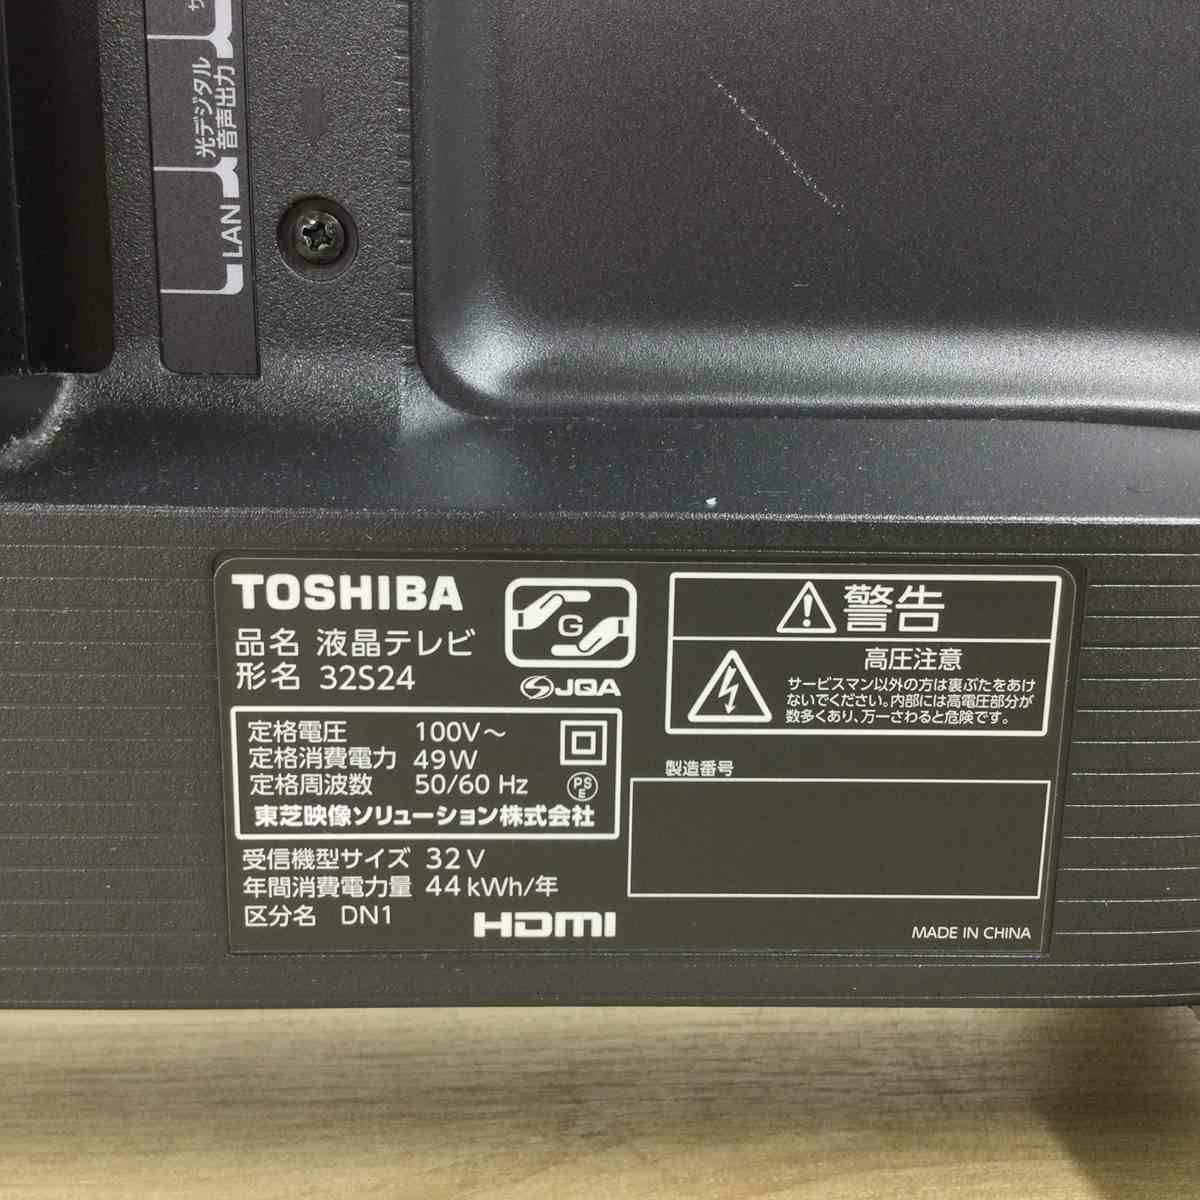 光デジタル
音声出力
LAN
TOSHIBA
品名 液晶テレビ
形名 32S24
G
JQA
定格電圧 100V～
定格消費電力 49W
定格周波数 50/60 Hz
PS
E
東芝映像ソリューション株式会社
受信機型サイズ 32V
年間消費電力量 44kWh/年
区分名 DN1
HDMI
警告
高圧注意
サービスマン以外の方は裏ぶたをあけ
ないでください。内部には高電圧部分が
数多くあり、万一さわると危険です。
製造番号
MADE IN CHINA